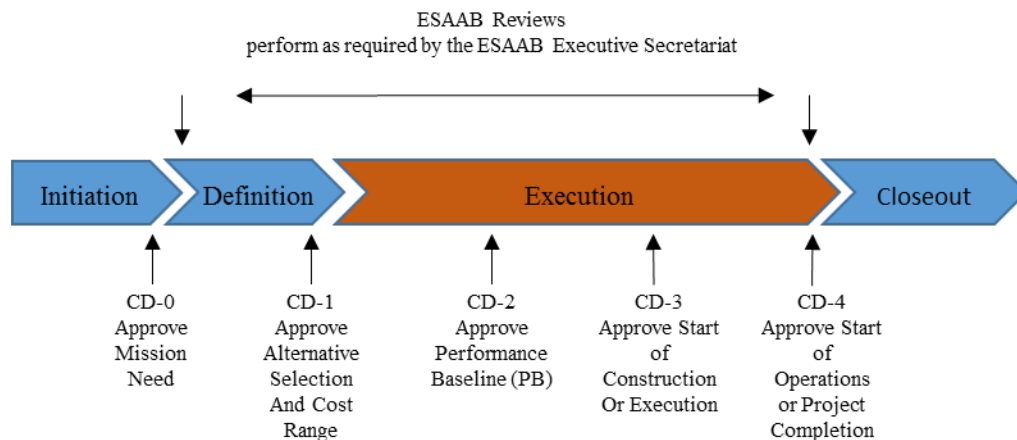 ESAAB Reviews
perform as required by the ESAAB Executive Secretariat
Initiation
Definition
Execution
Closeout
CD-0
Approve
Mission
Need
CD-1
Approve
Alternative
Selection
And Cost
Range
CD-2
Approve
Performance
Baseline (PB)
CD-3
Approve Start
of
Construction
Or Execution
CD-4
Approve Start
of
Operations
or Project
Completion